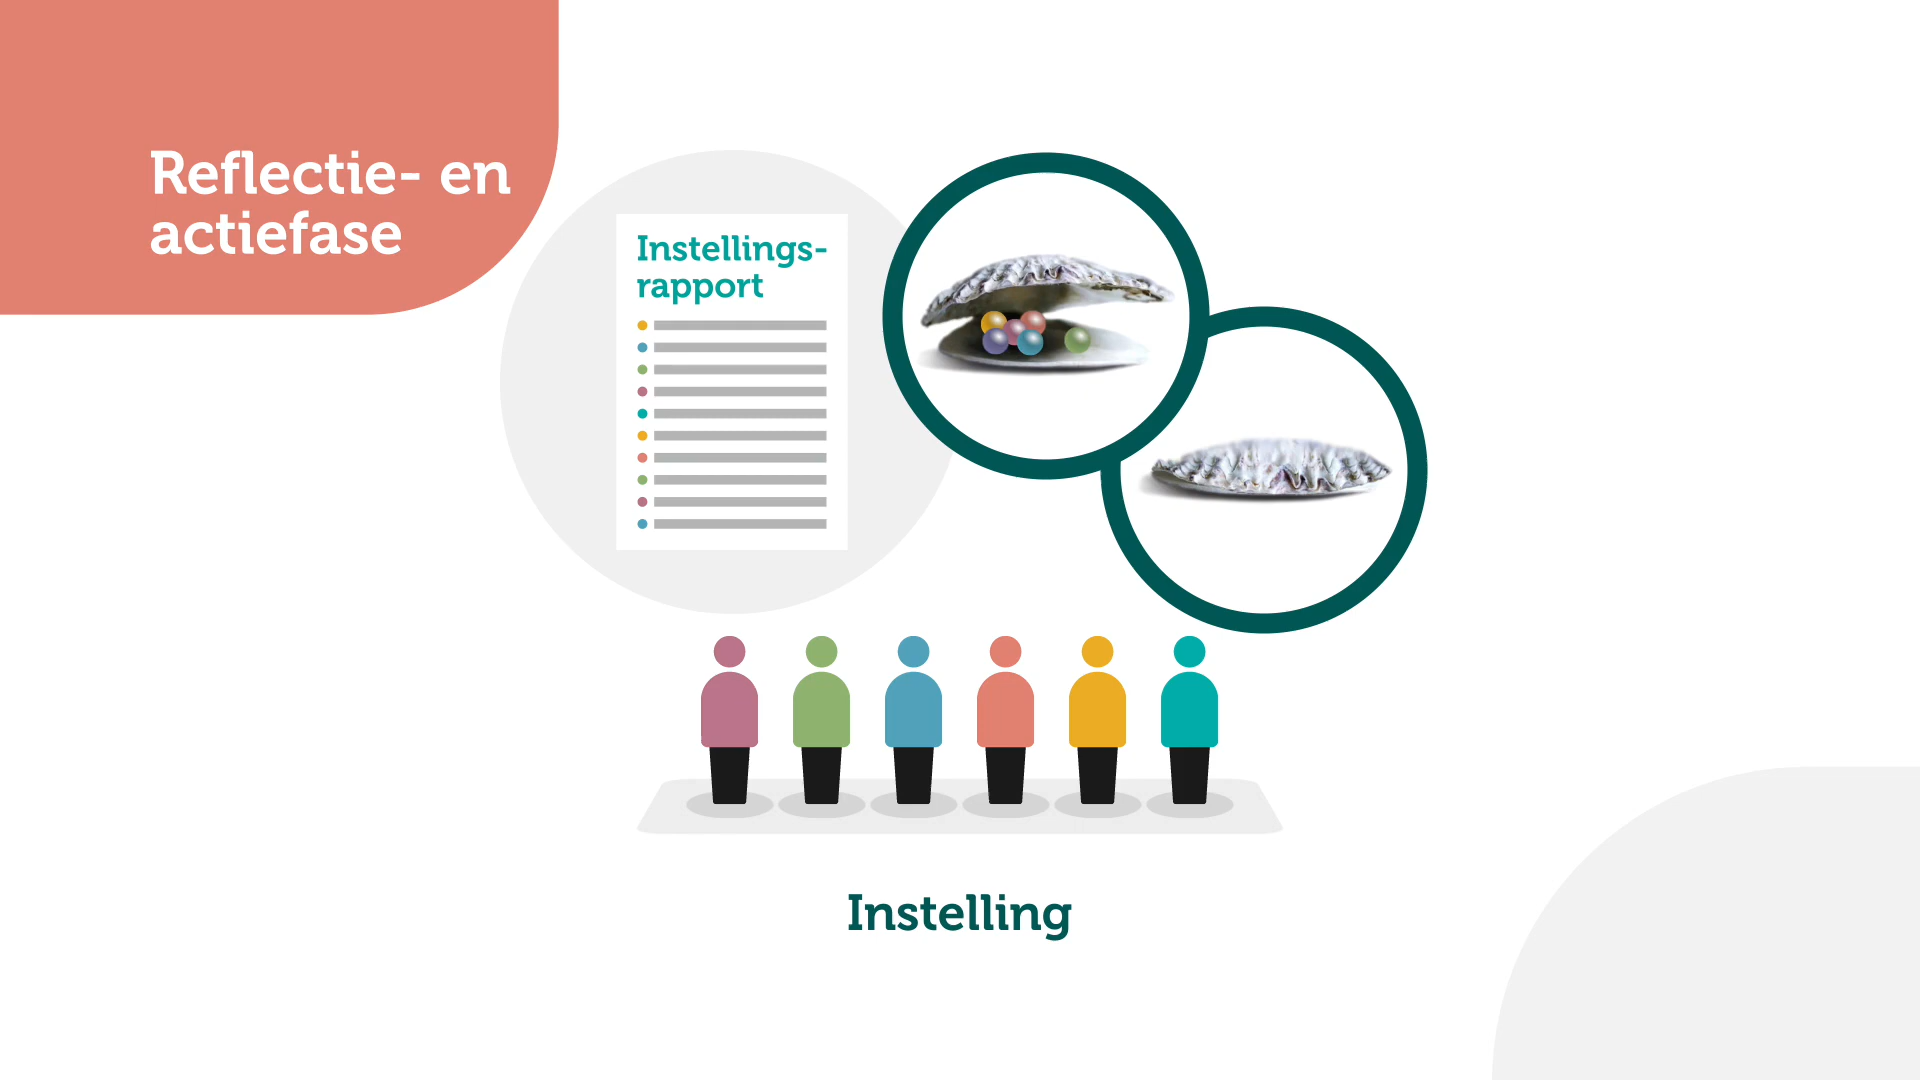 Reflectie- en
actiefase
Instellings-
rapport
Instelling